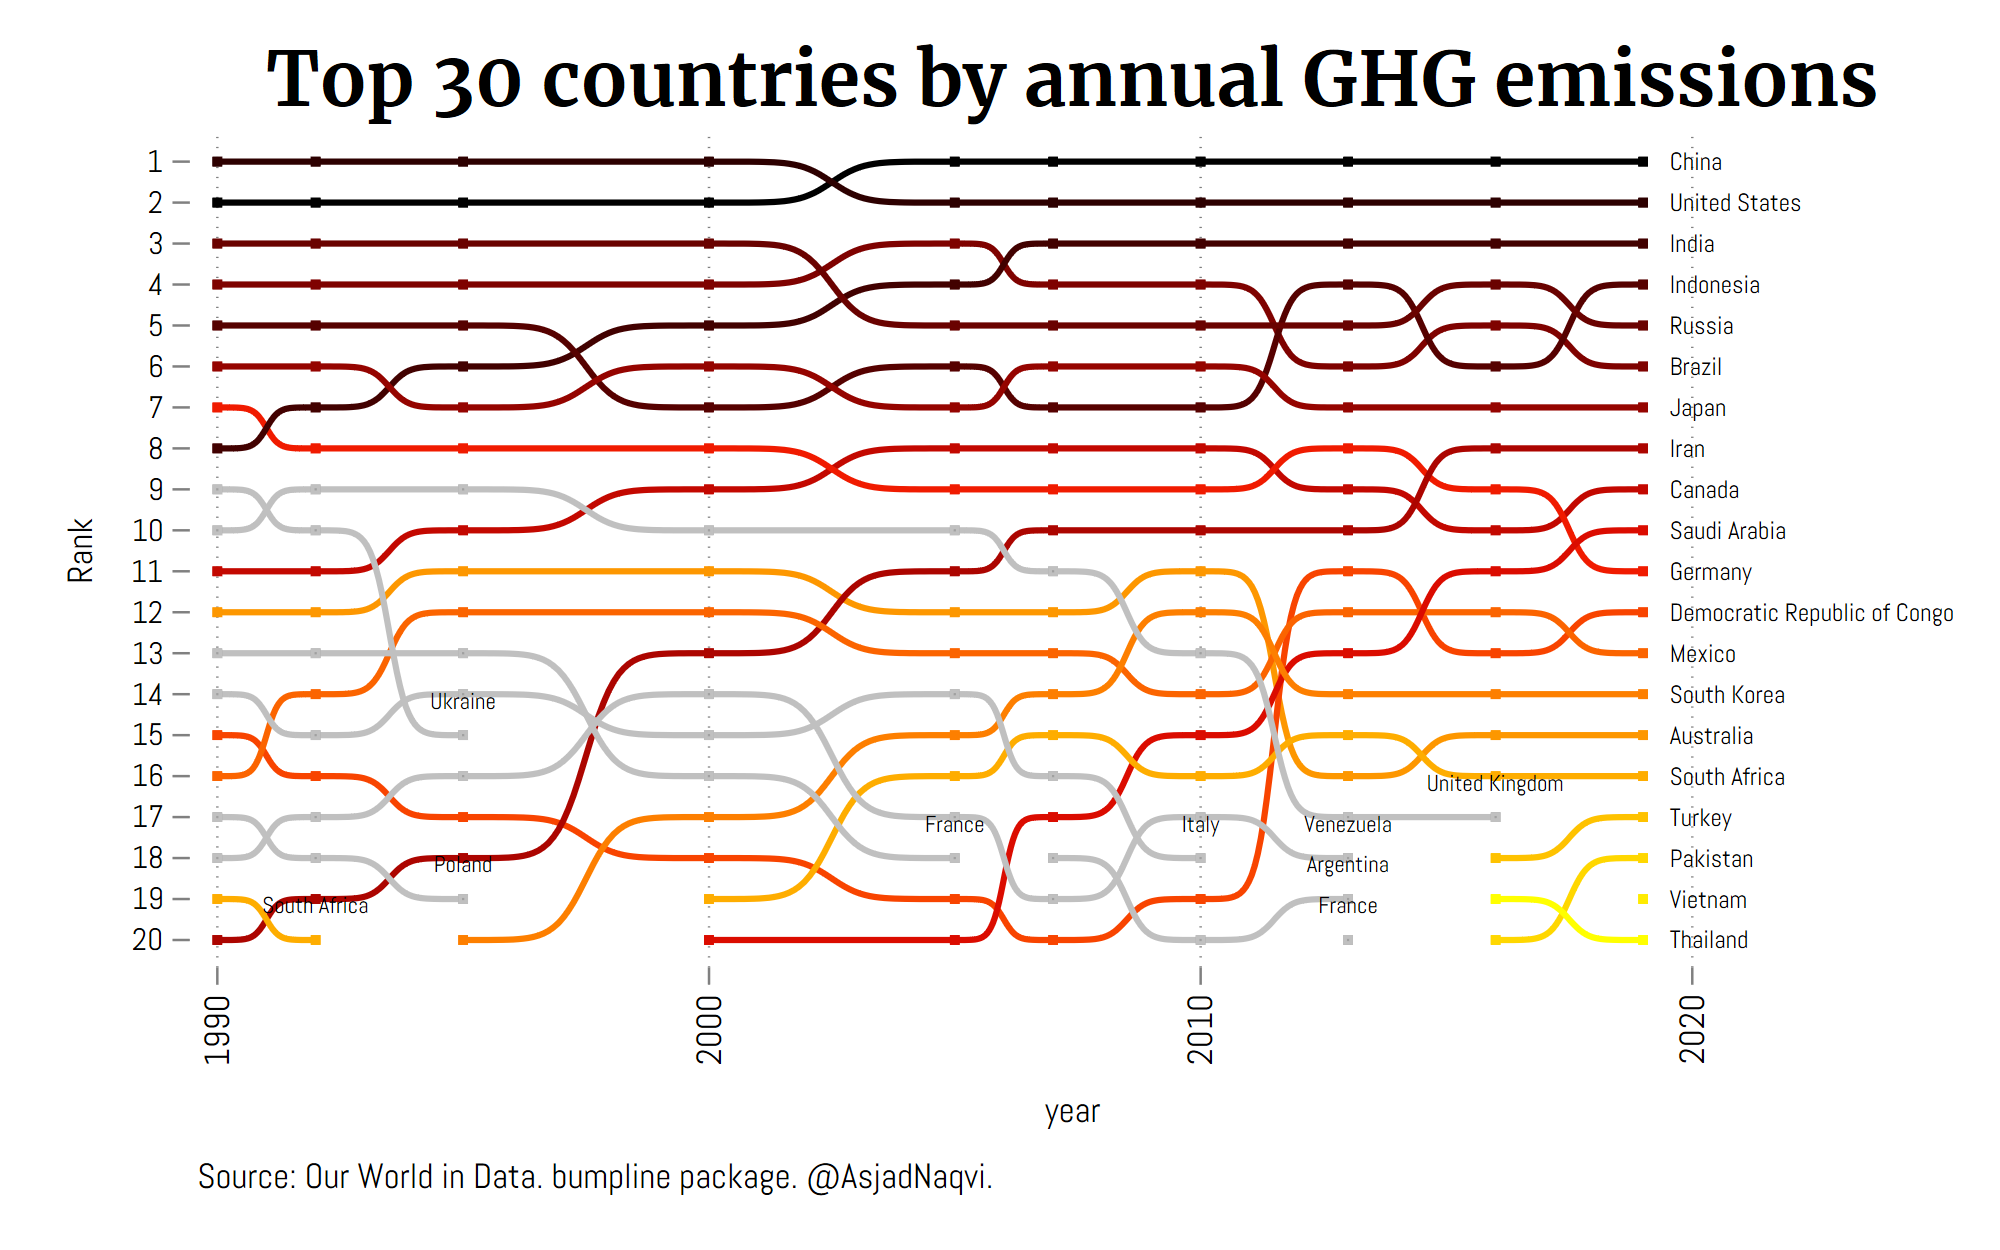 Top 30 countries by annual GHG emissions
1
2
3
4
5
6
7
8
9
10
11
12
13
14
15
16
17
18
19
20
Rank
China
United States
India
Indonesia
Russia
Brazil
Japan
Iran
Canada
Saudi Arabia
Germany
Democratic Republic of Congo
Mexico
South Korea
Australia
South Africa
Turkey
Pakistan
Vietnam
Thailand
Ukraine
United Kingdom
France
Italy
Venezuela
Poland
Argentina
South Africa
France
1990
2000
2010
2020
year
Source: Our World in Data. bumpline package. @AsjadNaqvi.